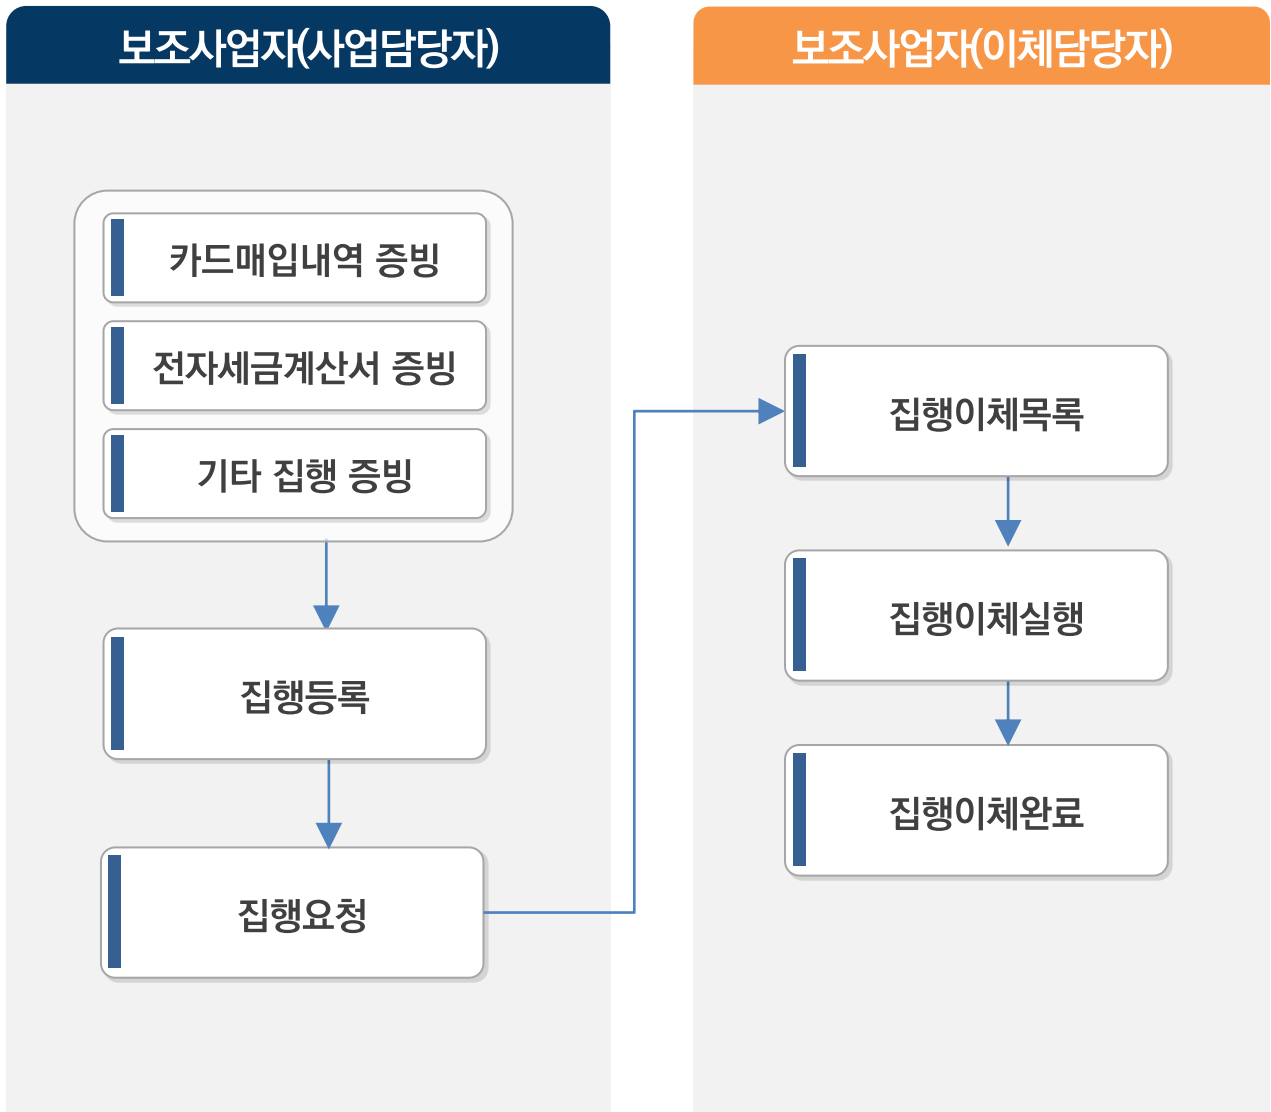 보조사업자(사업담당자)
카드매입내역 증빙
전자세금계산서 증빙
기타 집행 증빙
집행등록
집행요청
보조사업자(이체담당자)
집행이체목록
집행이체실행
집행이체완료